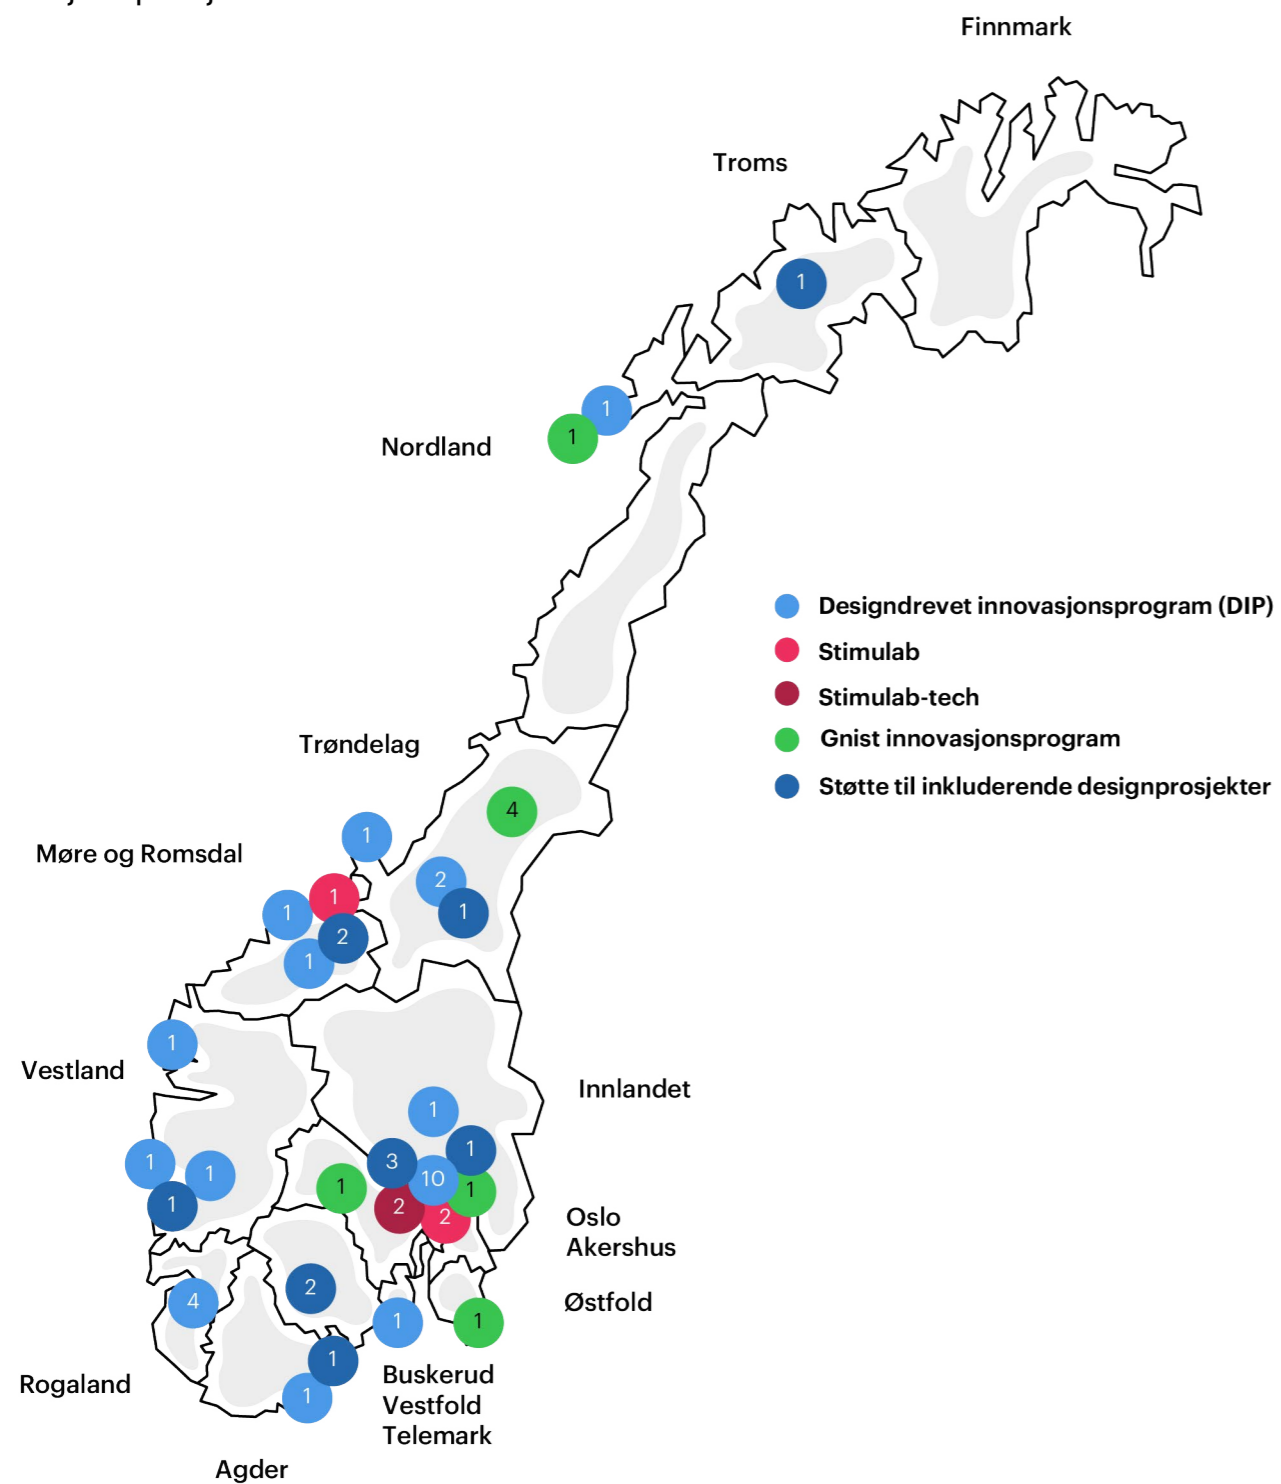 Finnmark
Troms
1
1
1
Nordland
Designdrevet innovasjonsprogram (DIP)
Stimulab
Stimulab-tech
Gnist innovasjonsprogram
Støtte til inkluderende designprosjekter
Trøndelag
4
1
Møre og Romsdal
2
1
1
1
2
1
1
Vestland
Innlandet
1
1
3
1
1
10
1
1
1
2
2
Oslo
Akershus
2
4
Østfold
1
1
1
Rogaland
Buskerud
Vestfold
Telemark
1
Agder